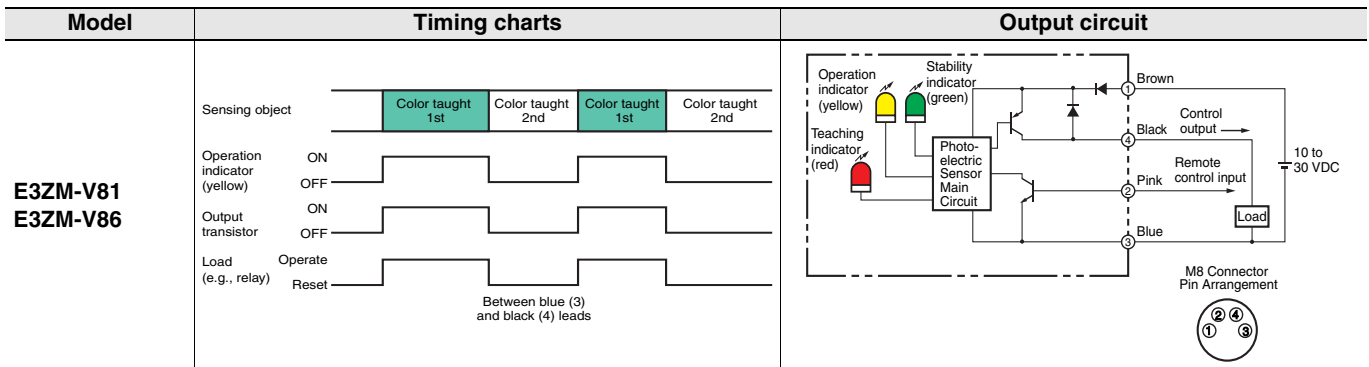 Model
Timing charts
Output circuit
E3ZM-V81
E3ZM-V86
Sensing object
Color taught
1st
Color taught
2nd
Color taught
1st
Color taught
2nd
Operation
indicator
(yellow)
ON
OFF
Output
transistor
ON
OFF
Load
(e.g., relay)
Operate
Reset
Between blue (3)
and black (4) leads
Operation
indicator
(yellow)
Stability
indicator
(green)
Teaching
indicator
(red)
Photo-
electric
Sensor
Main
Circuit
1
Brown
4
Black
Control
output
2
Pink
Remote
control input
3
Blue
Load
10 to
30 VDC
M8 Connector
Pin Arrangement
2 4
1 3